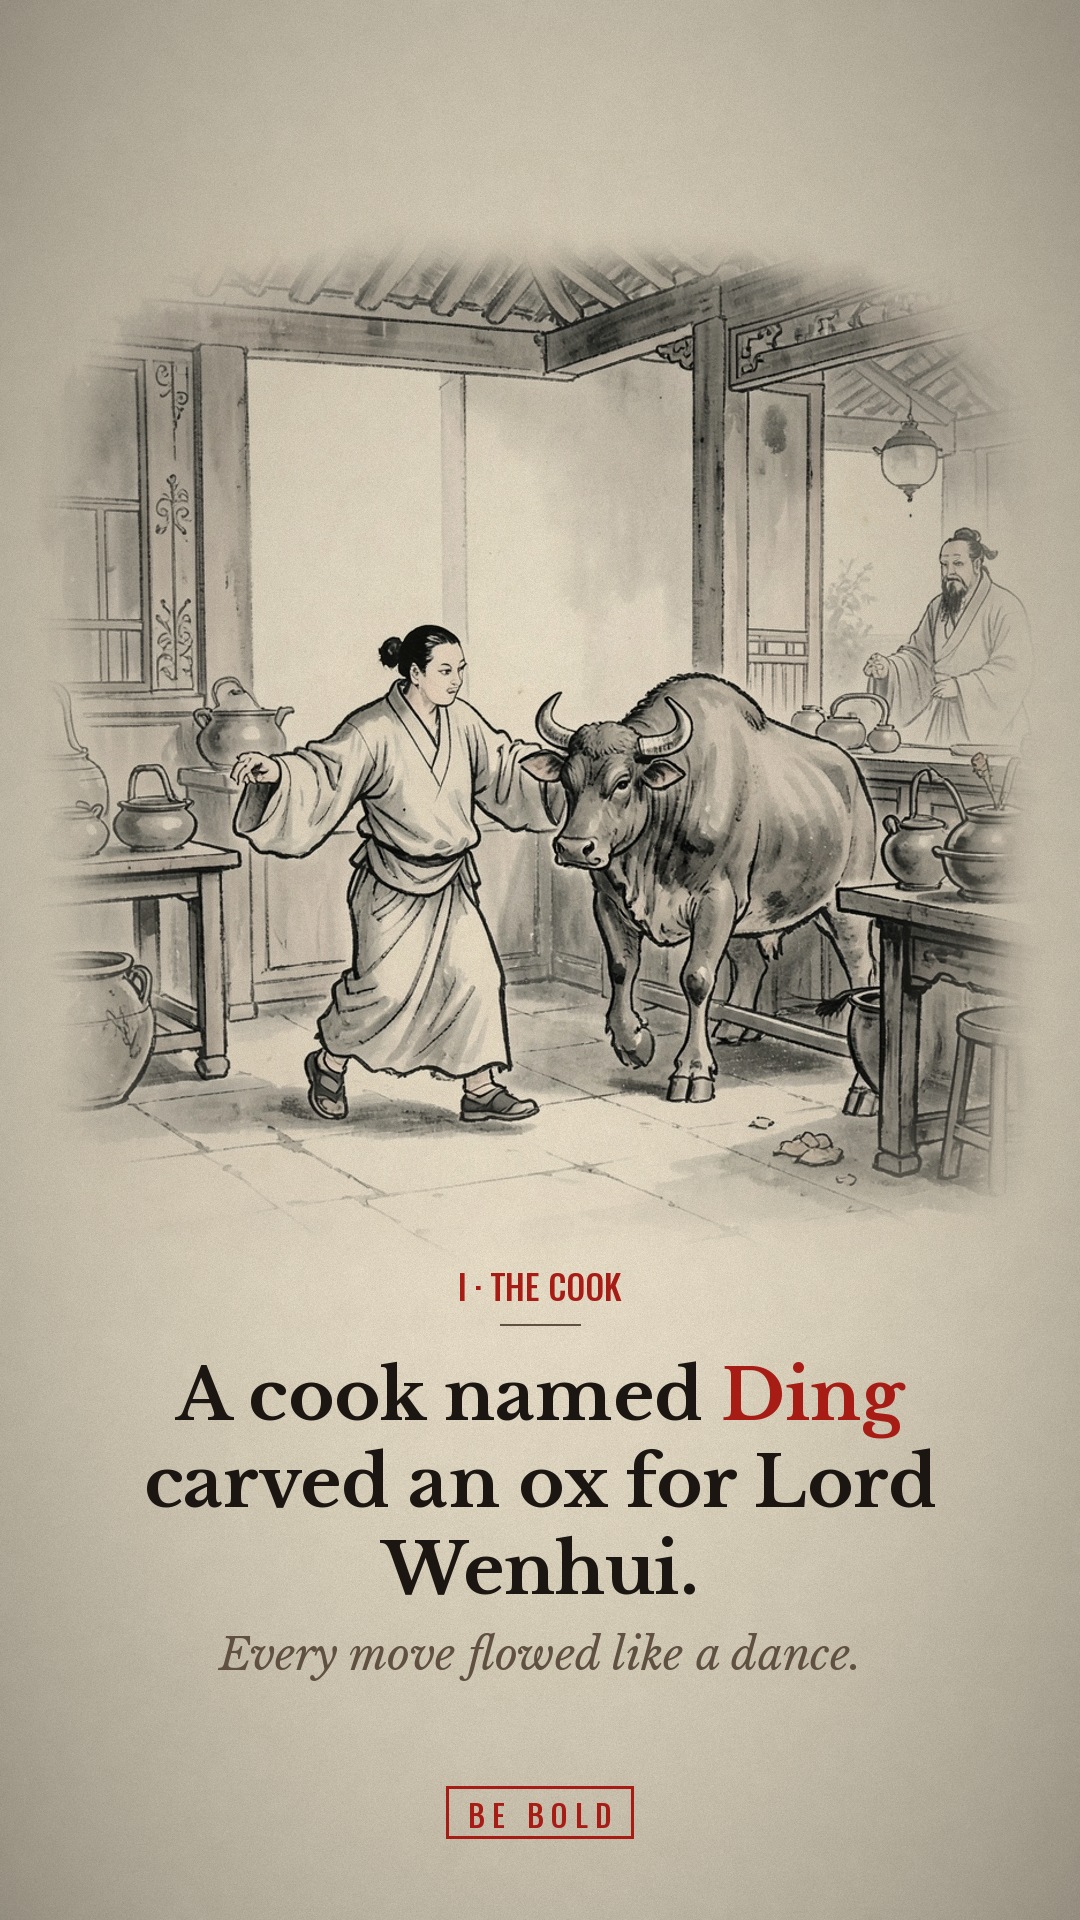 I · THE COOK
A cook named Ding
carved an ox for Lord
Wenhui.
Every move flowed like a dance.
BE BOLD